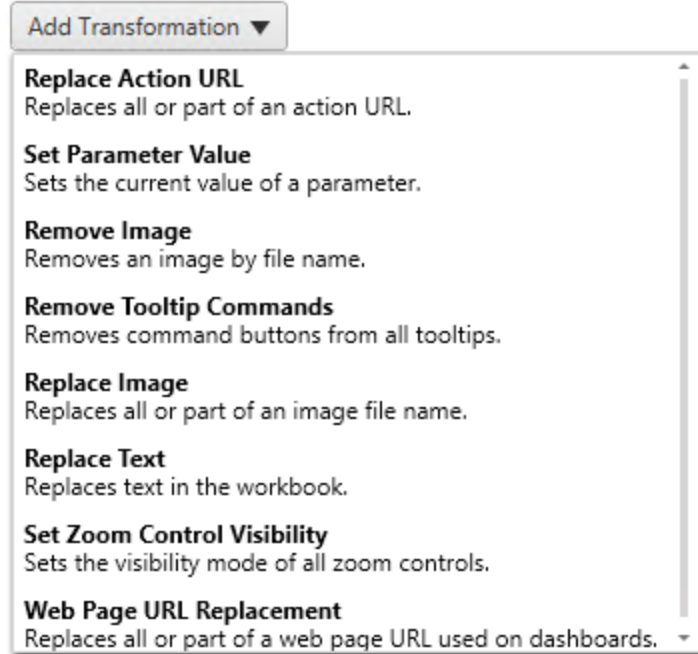 Add Transformation
Replace Action URL
Replaces all or part of an action URL.
Set Parameter Value
Sets the current value of a parameter.
Remove Image
Removes an image by file name.
Remove Tooltip Commands
Removes command buttons from all tooltips.
Replace Image
Replaces all or part of an image file name.
Replace Text
Replaces text in the workbook.
Set Zoom Control Visibility
Sets the visibility mode of all zoom controls.
Web Page URL Replacement
Replaces all or part of a web page URL used on dashboards.